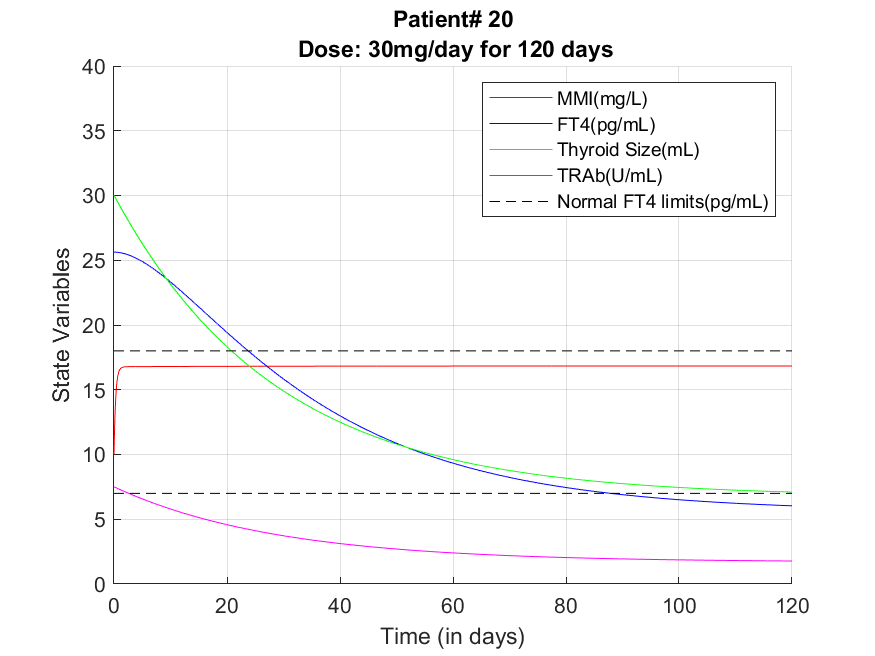 Patient# 20
Dose: 30mg/day for 120 days
40
35
30
25
20
15
10
5
0
State Variables
MMI(mg/L)
FT4(pg/mL)
Thyroid Size(mL)
TRAb(U/mL)
Normal FT4 limits(pg/mL)
0 20 40 60 80 100 120
Time (in days)